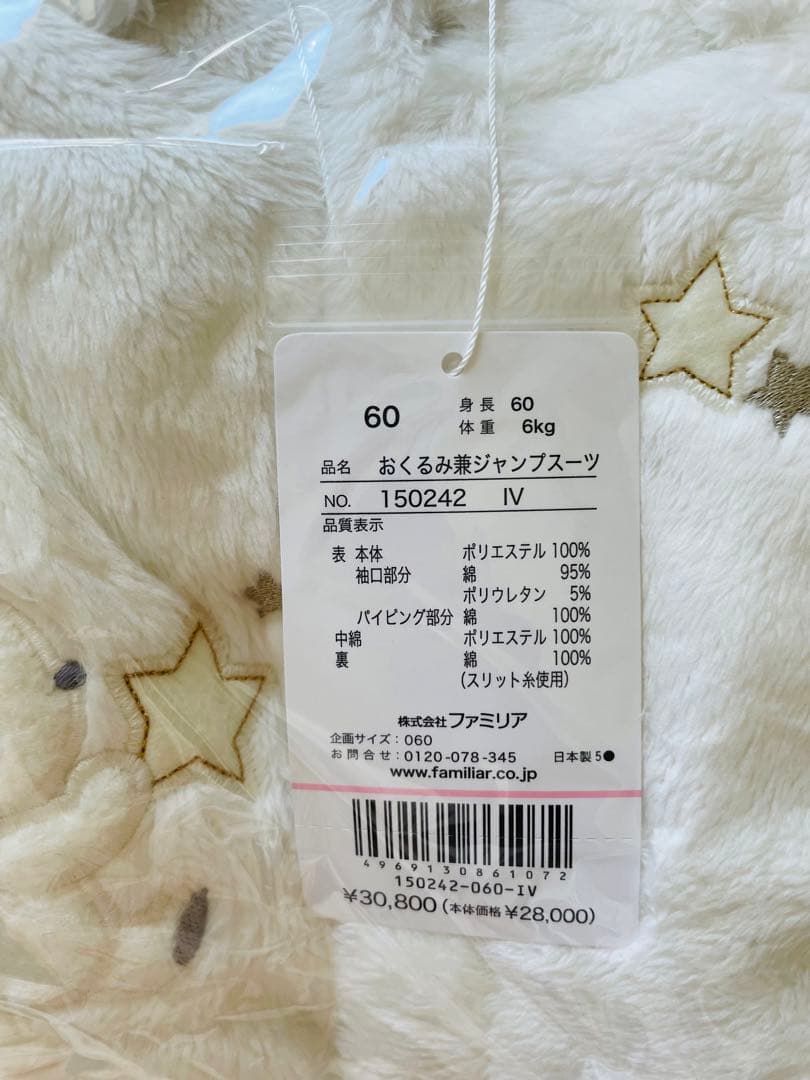 60
身長 60
体重 6kg
品名 おくるみ兼ジャンプスーツ
NO. 150242 IV
品質表示
表 本体 ポリエステル 100%
袖口部分 綿 95%
ポリウレタン 5%
パイピング部分 綿 100%
中綿 ポリエステル 100%
裏 綿 100%
(スリット糸使用)
株式会社ファミリア
企画サイズ:060
お問合せ:0120-078-345 日本製 5●
www.familiar.co.jp
4969130861072
150242-060-IV
¥30,800(本体価格 ¥28,000)